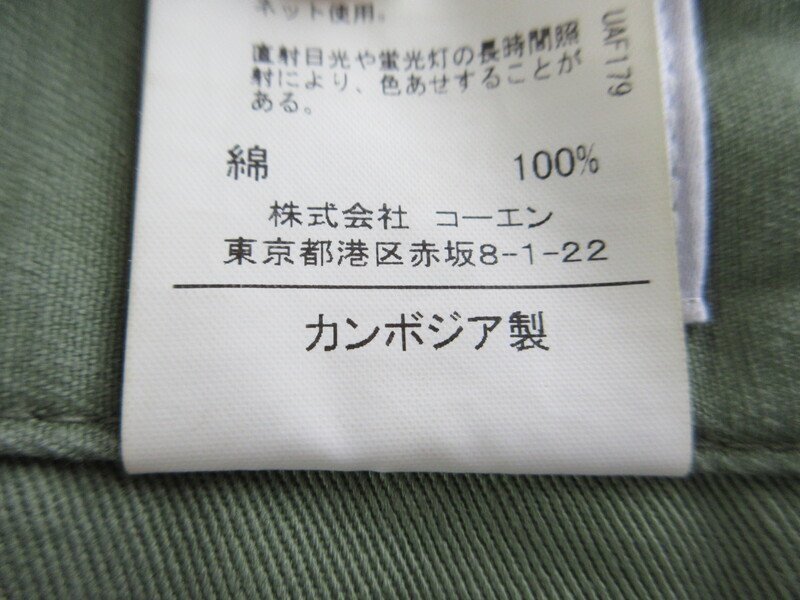 ネット使用。
直射日光や蛍光灯の長時間照
射により、色あせすることが
ある。
綿 100%
株式会社 コーエン
東京都港区赤坂8-1-22
カンボジア製
UAF179